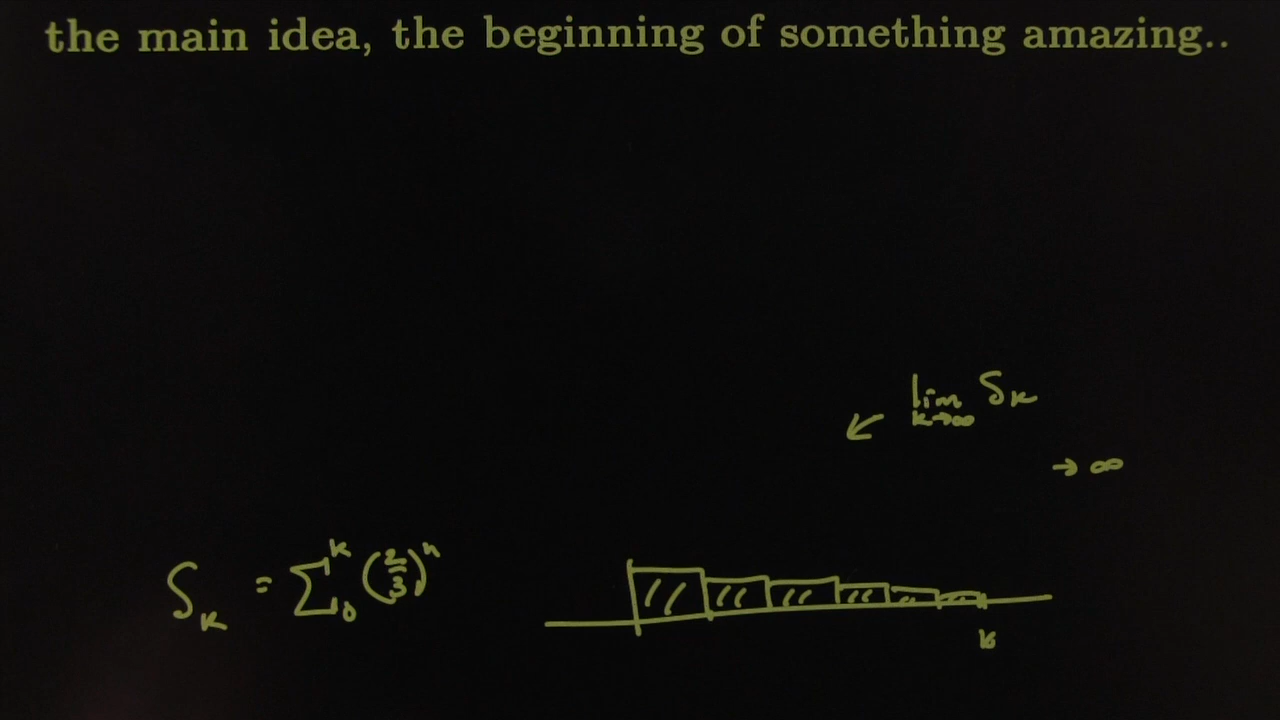 the main idea, the beginning of something amazing..
lim S_k
k→∞
→ ∞
S_k = ∑_0^k (2/3)^n
k